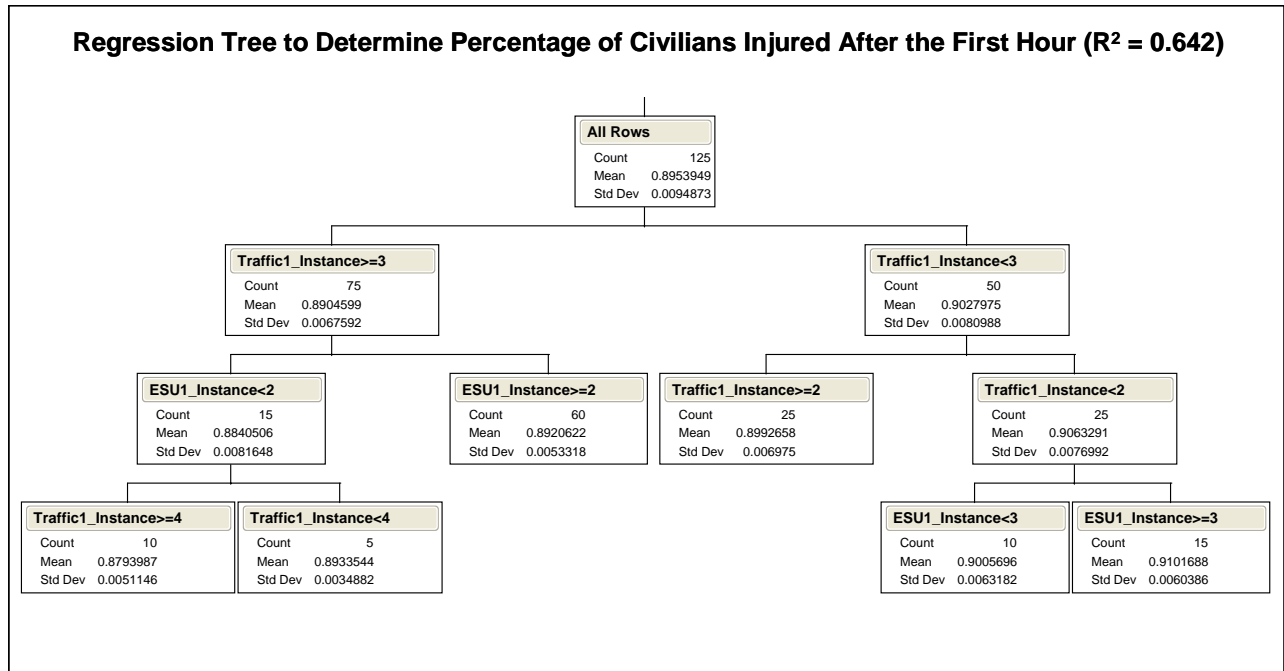 Regression Tree to Determine Percentage of Civilians Injured After the First Hour (R² = 0.642)
All Rows
Count 125
Mean 0.8953949
Std Dev 0.0094873
Traffic1_Instance>=3
Count 75
Mean 0.8904599
Std Dev 0.0067592
Traffic1_Instance<3
Count 50
Mean 0.9027975
Std Dev 0.0080988
ESU1_Instance<2
Count 15
Mean 0.8840506
Std Dev 0.0081648
ESU1_Instance>=2
Count 60
Mean 0.8920622
Std Dev 0.0053318
Traffic1_Instance>=2
Count 25
Mean 0.8992658
Std Dev 0.006975
Traffic1_Instance<2
Count 25
Mean 0.9063291
Std Dev 0.0076992
Traffic1_Instance>=4
Count 10
Mean 0.8793987
Std Dev 0.0051146
Traffic1_Instance<4
Count 5
Mean 0.8933544
Std Dev 0.0034882
ESU1_Instance<3
Count 10
Mean 0.9005696
Std Dev 0.0063182
ESU1_Instance>=3
Count 15
Mean 0.9101688
Std Dev 0.0060386